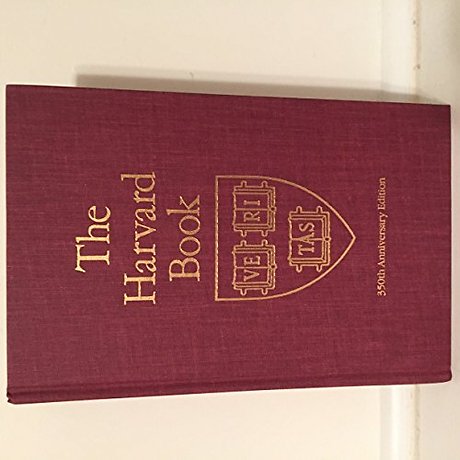 The
Harvard
Book
VE RI
TAS
350th Anniversary Edition